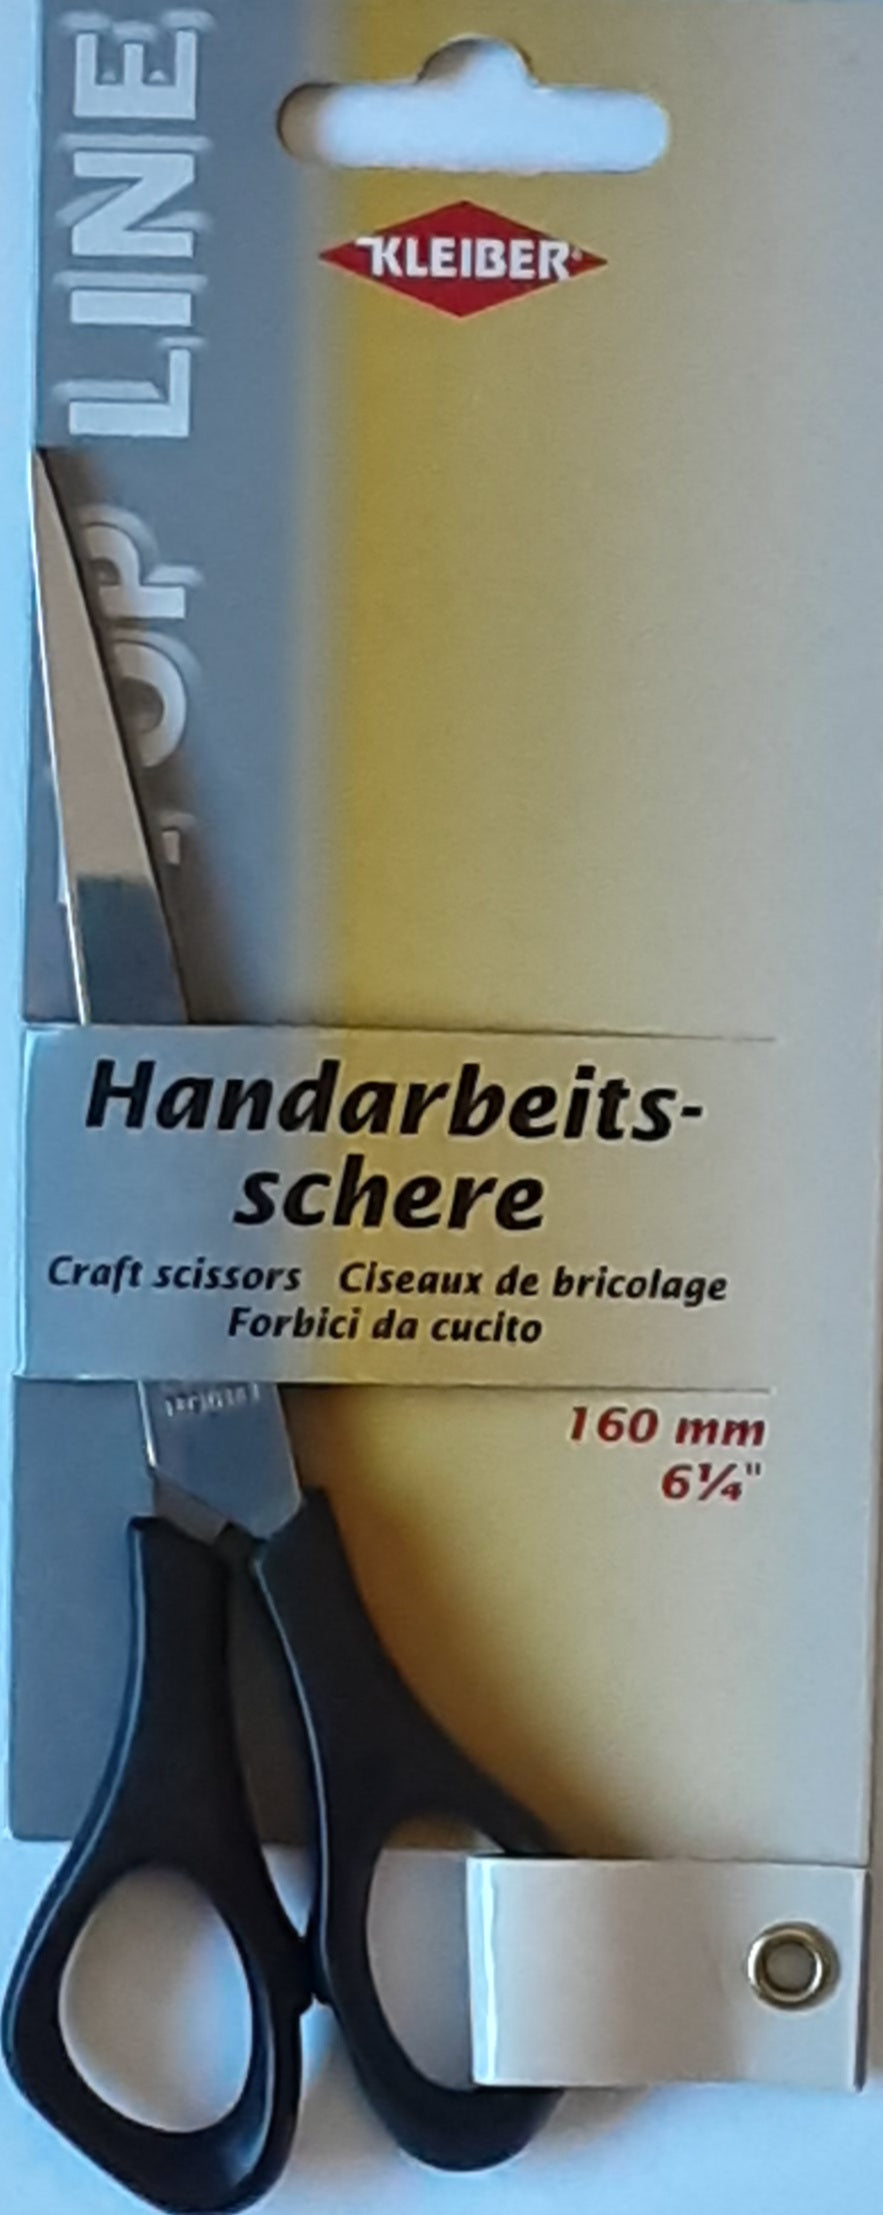 TOP LINE
KLEIBER®
Handarbeits-
schere
Craft scissors Ciseaux de bricolage
Forbici da cucito
160 mm
6¼"